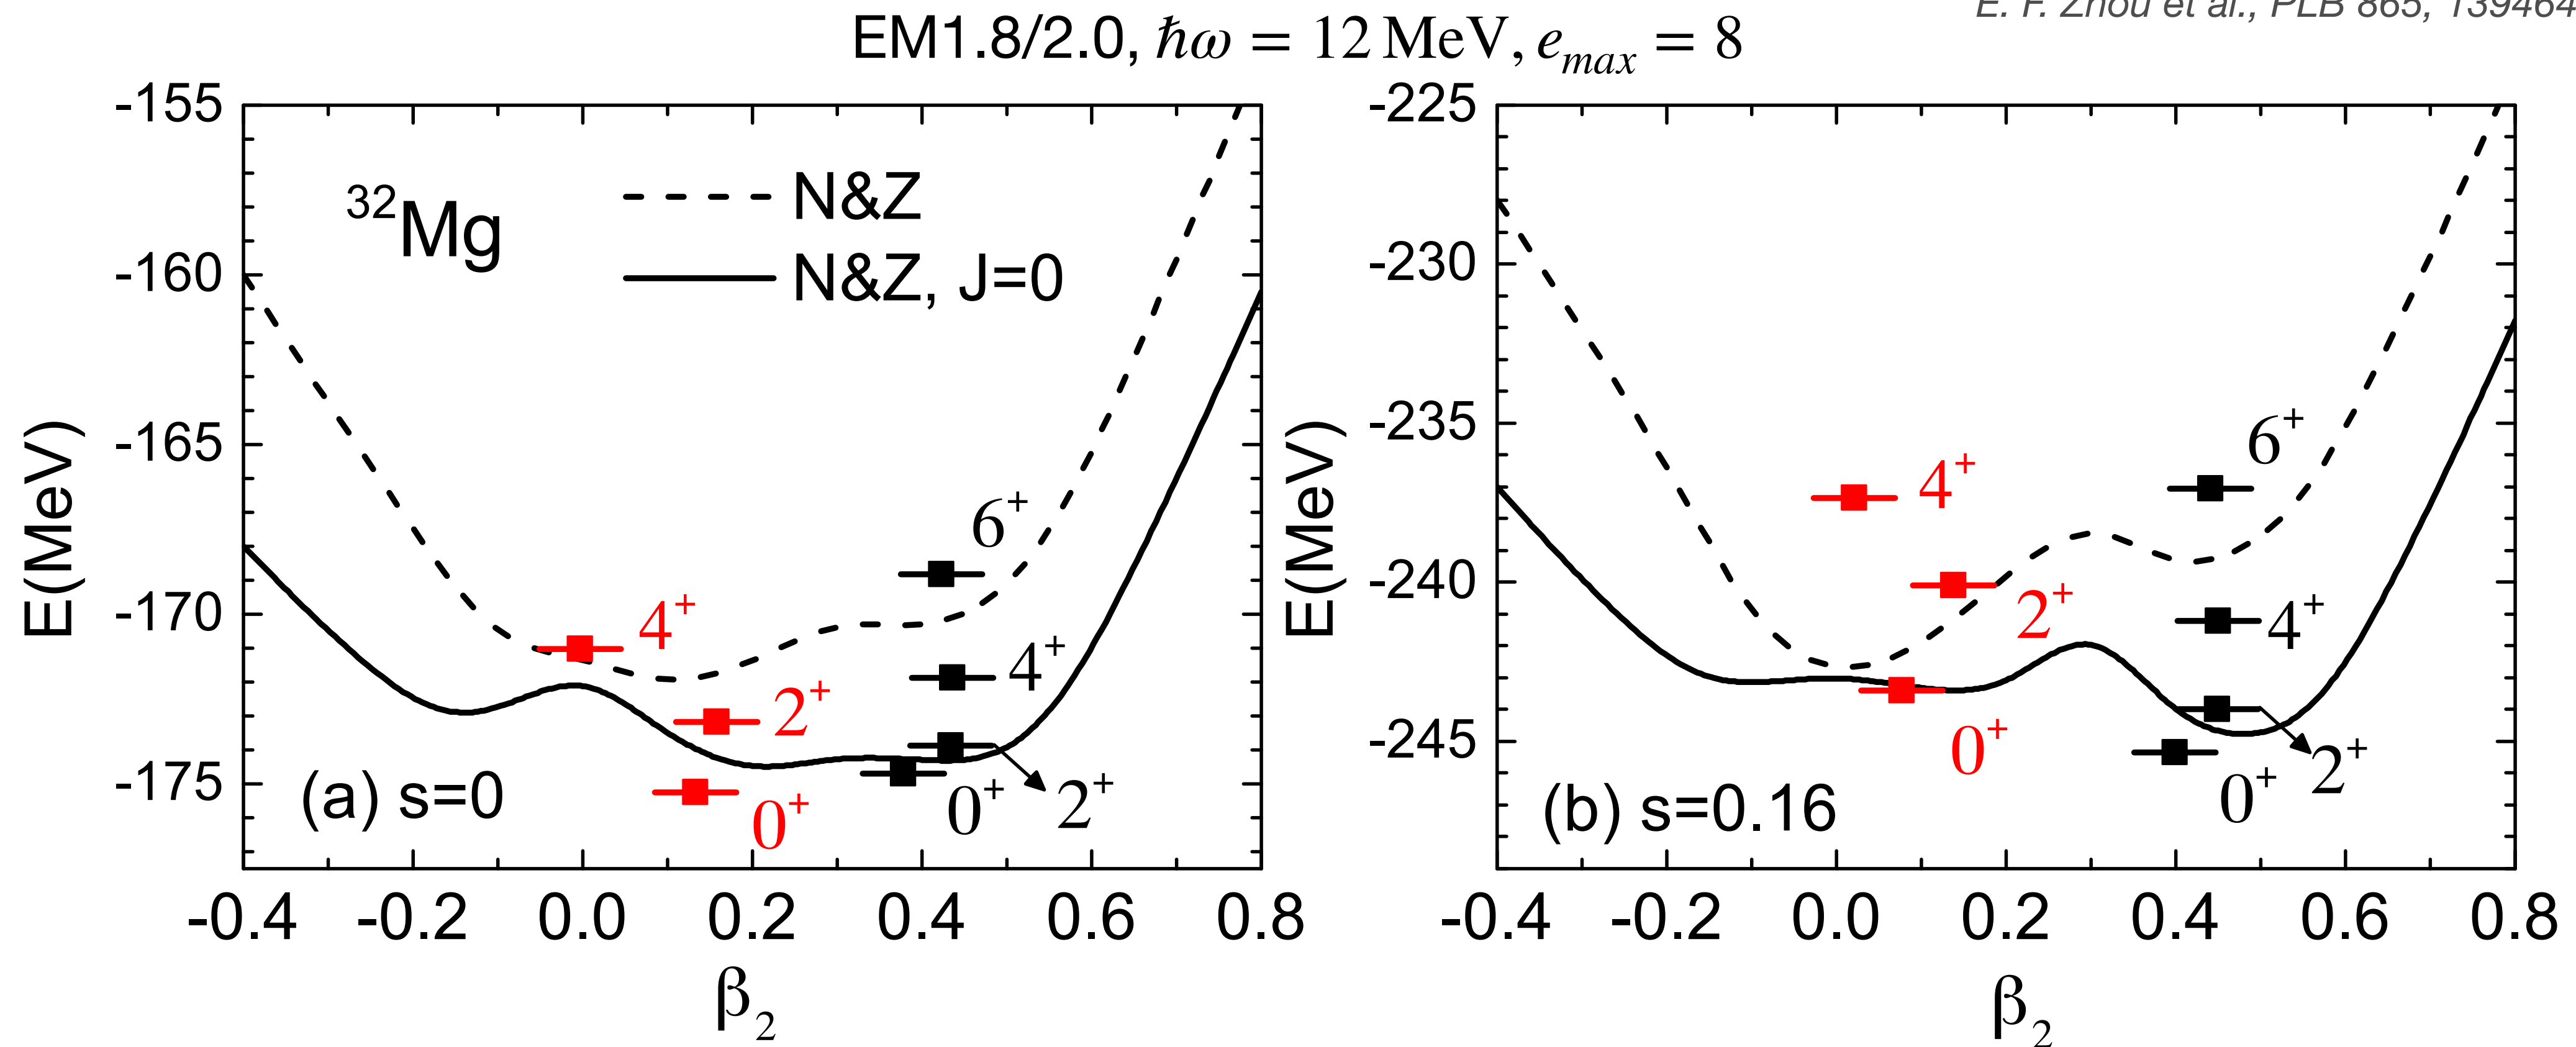 E. F. Zhou et al., PLB 865, 139464
EM1.8/2.0, ℏω = 12 MeV, e_max = 8
-155
-160
-165
-170
-175
E(MeV)
³²Mg
N&Z
N&Z, J=0
6⁺
4⁺
4⁺
2⁺
2⁺
0⁺
0⁺
(a) s=0
-0.4 -0.2 0.0 0.2 0.4 0.6 0.8
β₂
-225
-230
-235
-240
-245
E(MeV)
6⁺
4⁺
4⁺
2⁺
0⁺
2⁺
0⁺
(b) s=0.16
-0.4 -0.2 0.0 0.2 0.4 0.6 0.8
β₂